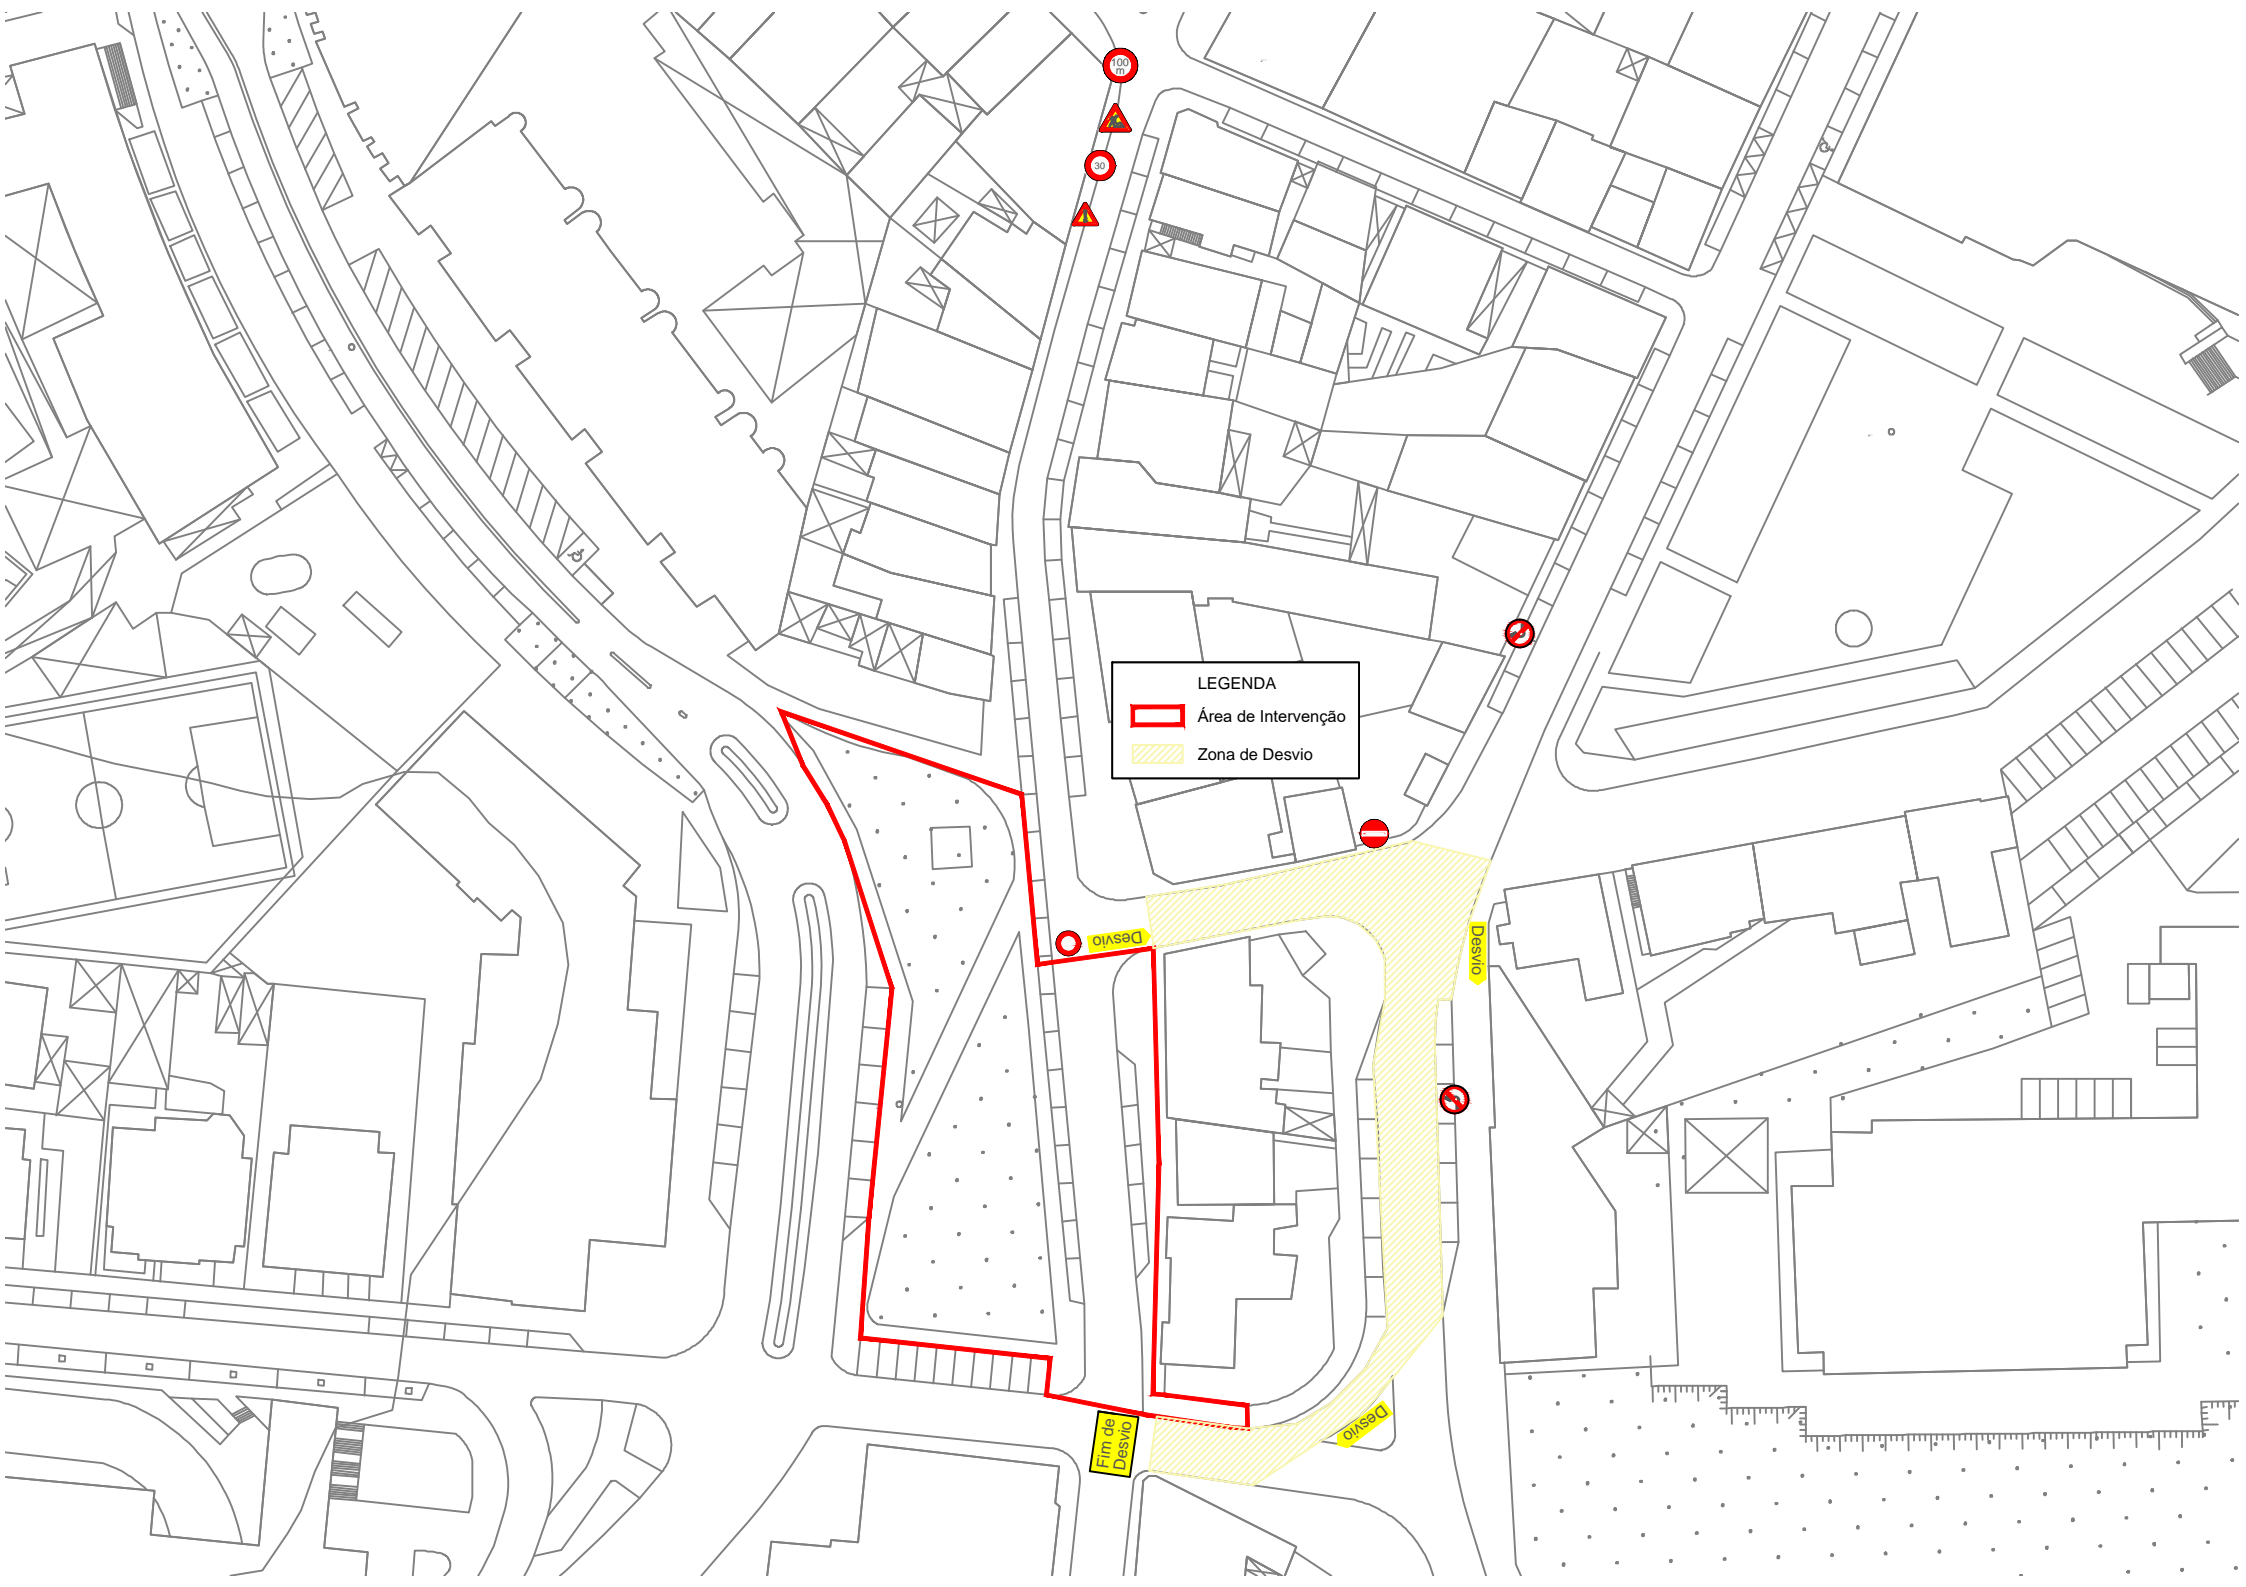 100
m
30
LEGENDA
Área de Intervenção
Zona de Desvio
Desvio
Desvio
Desvio
Fim de
Desvio